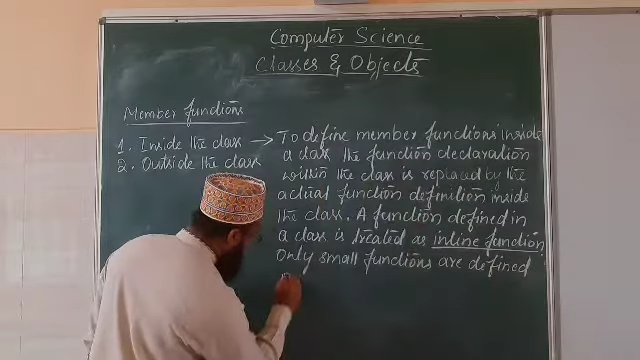 Computer Science
Classes & Objects
Member functions
1. Inside the class →
2. Outside the class
To define member functions inside
a class the function declaration
within the class is replaced by the
actual function definition inside
the class. A function defined in
a class is treated as inline function.
Only small functions are defined